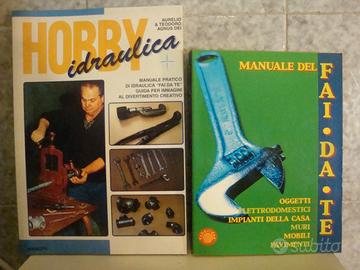 AURELIO
& TEODORO
AGNUS DEI
HOBBY
idraulica
MANUALE PRATICO
DI IDRAULICA "FAI DA TE"
GUIDA PER IMMAGINI
AL DIVERTIMENTO CREATIVO
MANUALE DEL
FAI•DA•TE
OGGETTI
ELETTRODOMESTICI
IMPIANTI DELLA CASA
MURI
MOBILI
PAVIMENTI
subito